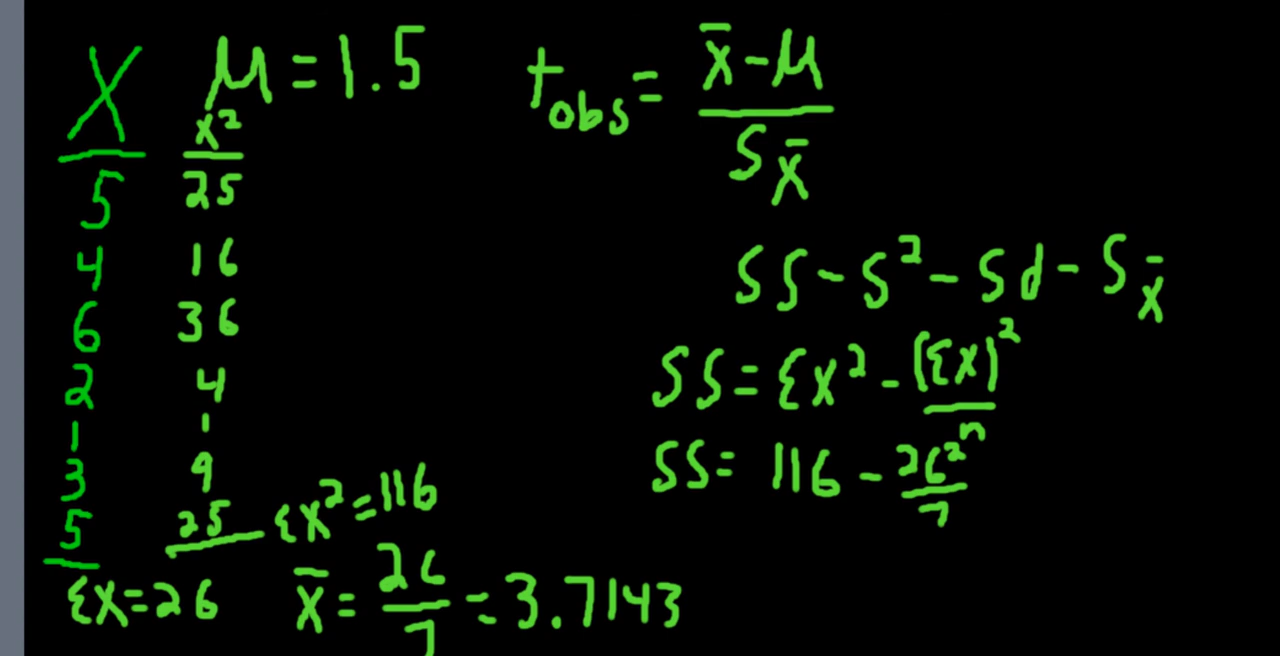 X μ = 1.5 t_obs = (x̄ - μ) / S_x̄
x²
5 25
4 16
6 36
2 4
1 1
3 9
5 25
SS - S² - Sd - S_x̄
SS = Σx² - (Σx)² / n
SS = 116 - 26² / 7
Σx² = 116
Σx = 26 x̄ = 26 / 7 = 3.7143